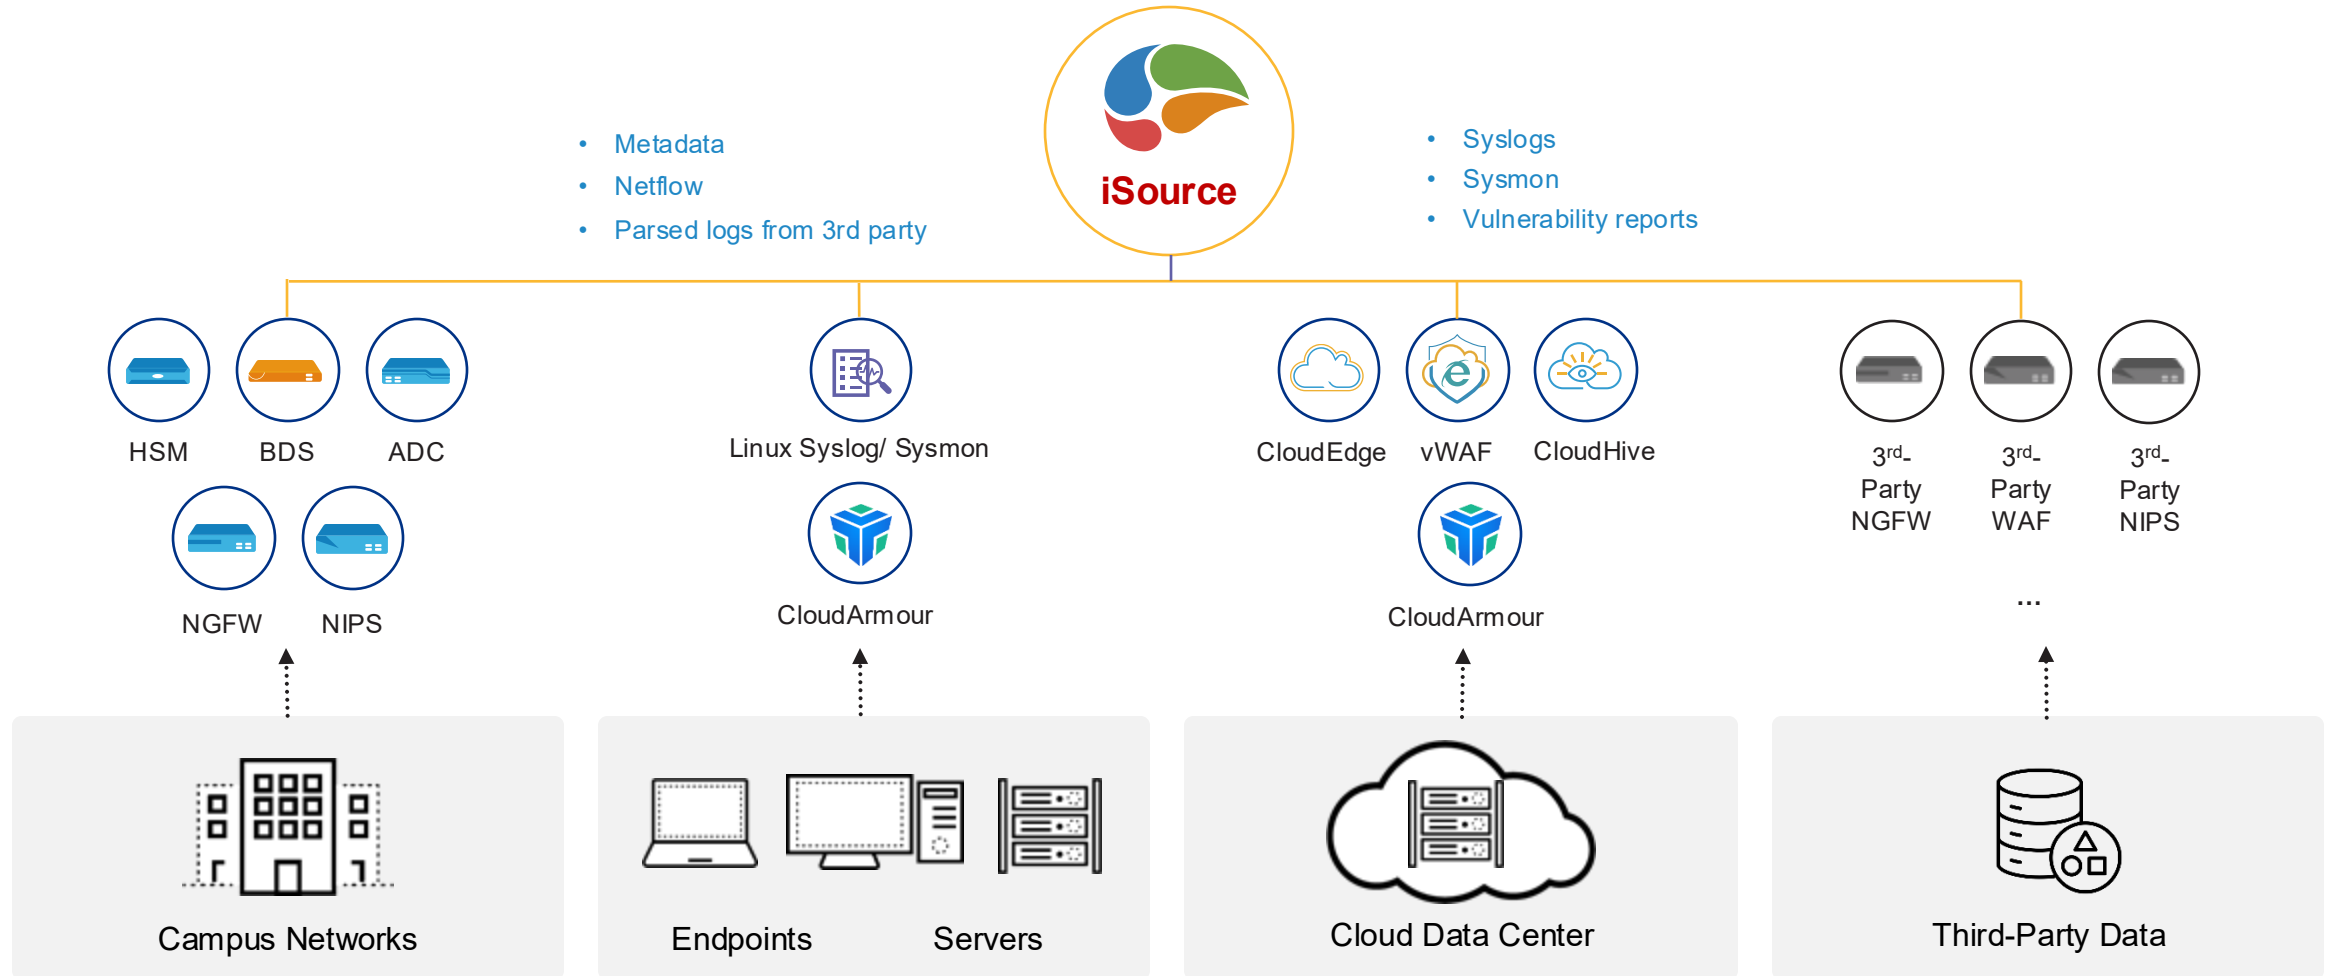 iSource
• Metadata
• Netflow
• Parsed logs from 3rd party
• Syslogs
• Sysmon
• Vulnerability reports
HSM
BDS
ADC
NGFW
NIPS
Linux Syslog/ Sysmon
CloudArmour
CloudEdge
vWAF
CloudHive
CloudArmour
3rd-
Party
NGFW
3rd-
Party
WAF
3rd-
Party
NIPS
...
Campus Networks
Endpoints
Servers
Cloud Data Center
Third-Party Data